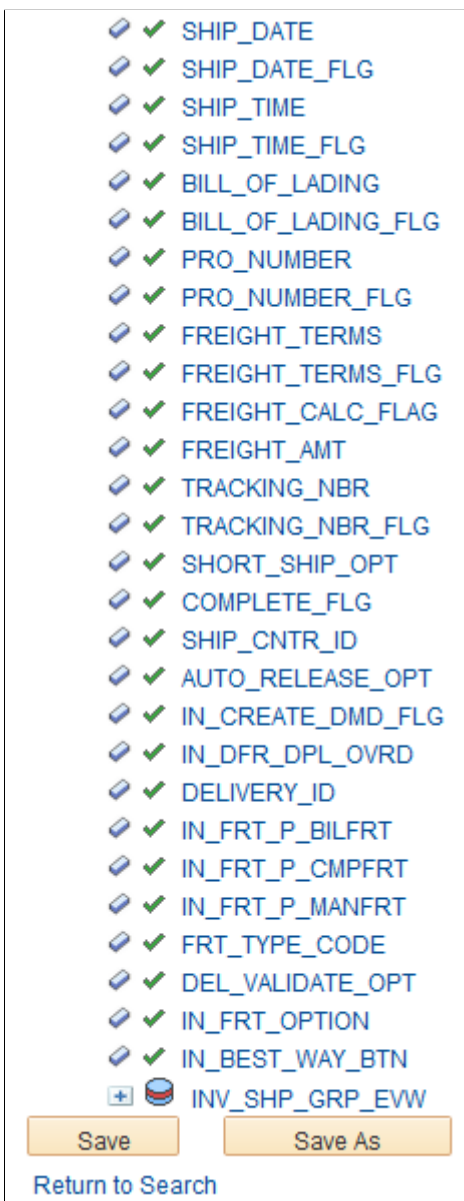 SHIP_DATE
SHIP_DATE_FLG
SHIP_TIME
SHIP_TIME_FLG
BILL_OF_LADING
BILL_OF_LADING_FLG
PRO_NUMBER
PRO_NUMBER_FLG
FREIGHT_TERMS
FREIGHT_TERMS_FLG
FREIGHT_CALC_FLAG
FREIGHT_AMT
TRACKING_NBR
TRACKING_NBR_FLG
SHORT_SHIP_OPT
COMPLETE_FLG
SHIP_CNTR_ID
AUTO_RELEASE_OPT
IN_CREATE_DMD_FLG
IN_DFR_DPL_OVRD
DELIVERY_ID
IN_FRT_P_BILFRT
IN_FRT_P_CMPFRT
IN_FRT_P_MANFRT
FRT_TYPE_CODE
DEL_VALIDATE_OPT
IN_FRT_OPTION
IN_BEST_WAY_BTN
INV_SHP_GRP_EVW
Save Save As
Return to Search